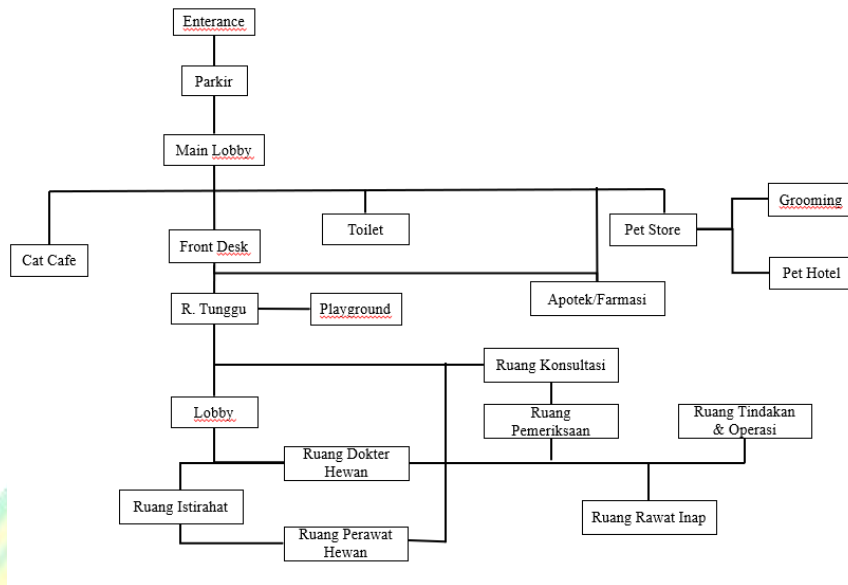 Enterance
Parkir
Main Lobby
Grooming
Toilet
Pet Store
Front Desk
Cat Cafe
Pet Hotel
R. Tunggu
Playground
Apotek/Farmasi
Ruang Konsultasi
Lobby
Ruang
Pemeriksaan
Ruang Tindakan
& Operasi
Ruang Dokter
Hewan
Ruang Istirahat
Ruang Rawat Inap
Ruang Perawat
Hewan